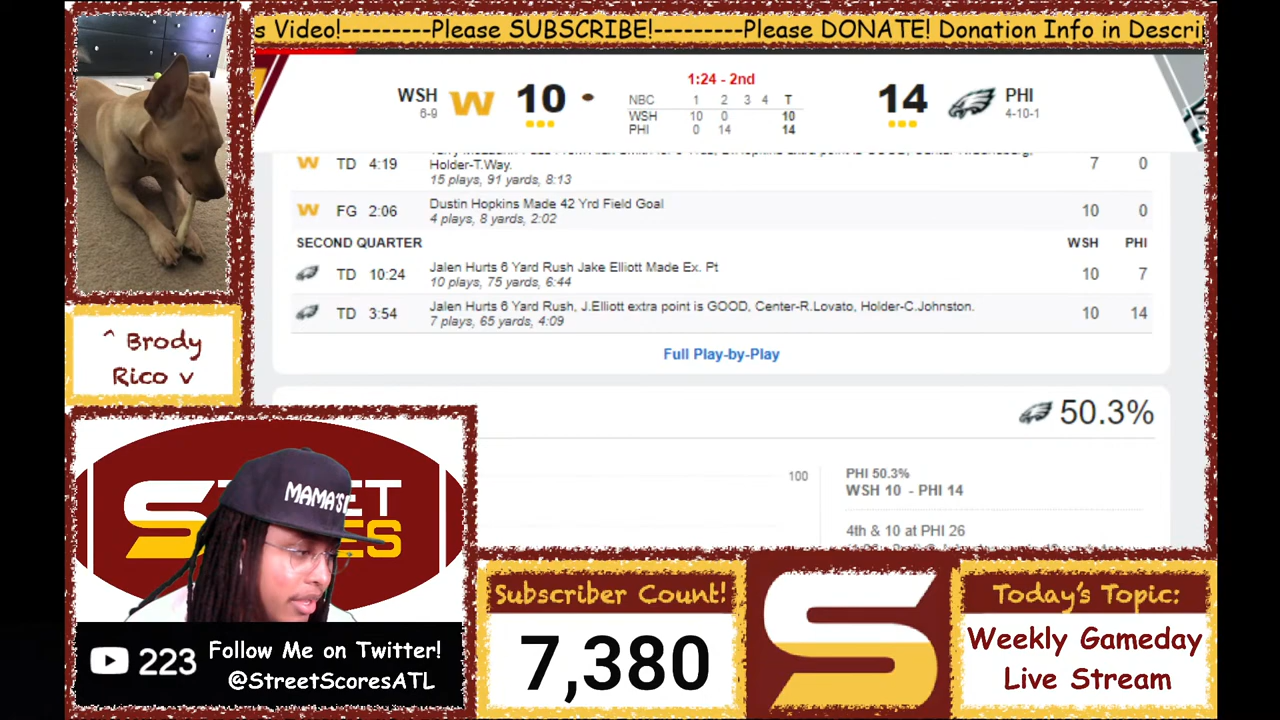 s Video!---------Please SUBSCRIBE!---------Please DONATE! Donation Info in Descri
WSH
6-9
W
10
1:24 - 2nd
NBC 1 2 3 4 T
WSH 10 0 10
PHI 0 14 14
14
PHI
4-10-1
W TD 4:19
Holder-T.Way.
15 plays, 91 yards, 8:13
7 0
W FG 2:06 Dustin Hopkins Made 42 Yrd Field Goal 10 0
4 plays, 8 yards, 2:02
SECOND QUARTER WSH PHI
TD 10:24 Jalen Hurts 6 Yard Rush Jake Elliott Made Ex. Pt 10 7
10 plays, 75 yards, 6:44
TD 3:54 Jalen Hurts 6 Yard Rush, J.Elliott extra point is GOOD, Center-R.Lovato, Holder-C.Johnston. 10 14
7 plays, 65 yards, 4:09
Full Play-by-Play
50.3%
100
PHI 50.3%
WSH 10 - PHI 14
4th & 10 at PHI 26
^ Brody
Rico v
MAMA'S
223
Follow Me on Twitter!
@StreetScoresATL
Subscriber Count!
7,380
Today's Topic:
Weekly Gameday
Live Stream